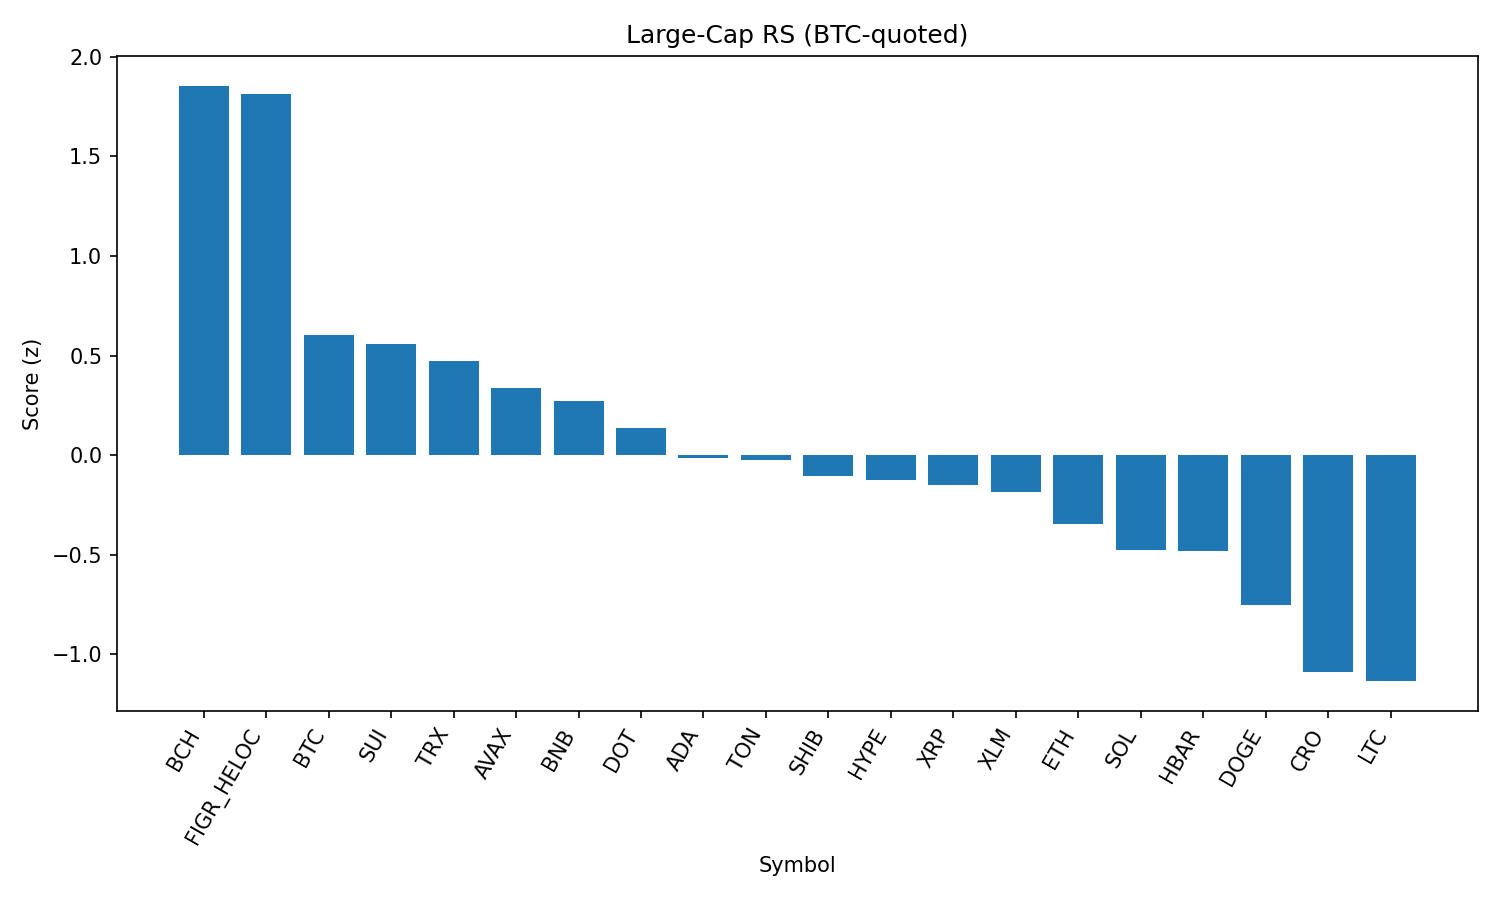 Large-Cap RS (BTC-quoted)
Score (z)
2.0
1.5
1.0
0.5
0.0
−0.5
−1.0
BCH
FIGR_HELOC
BTC
SUI
TRX
AVAX
BNB
DOT
ADA
TON
SHIB
HYPE
XRP
XLM
ETH
SOL
HBAR
DOGE
CRO
LTC
Symbol